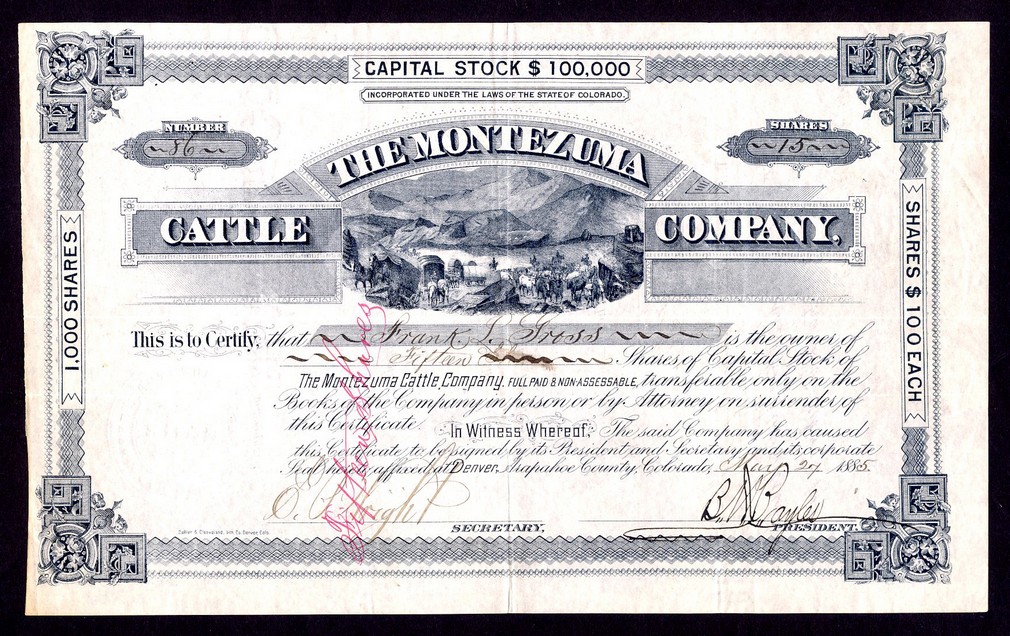 CAPITAL STOCK $ 100,000
INCORPORATED UNDER THE LAWS OF THE STATE OF COLORADO.
NUMBER
86
SHARES
15
THE MONTEZUMA
CATTLE COMPANY.
1,000 SHARES
SHARES $ 100 EACH
This is to Certify, that Frank L. Gross is the owner of
Fifteen Shares of Capital Stock of
The Montezuma Cattle Company, FULL PAID & NON-ASSESSABLE, transferable only on the
Books of the Company in person or by Attorney on surrender of
this Certificate.
In Witness Whereof, The said Company has caused
this Certificate to be signed by its President and Secretary and its corporate
Seal to be affixed at Denver, Arapahoe County, Colorado, May 29 1885.
Fifteen Shares
Wright
SECRETARY.
PRESIDENT.